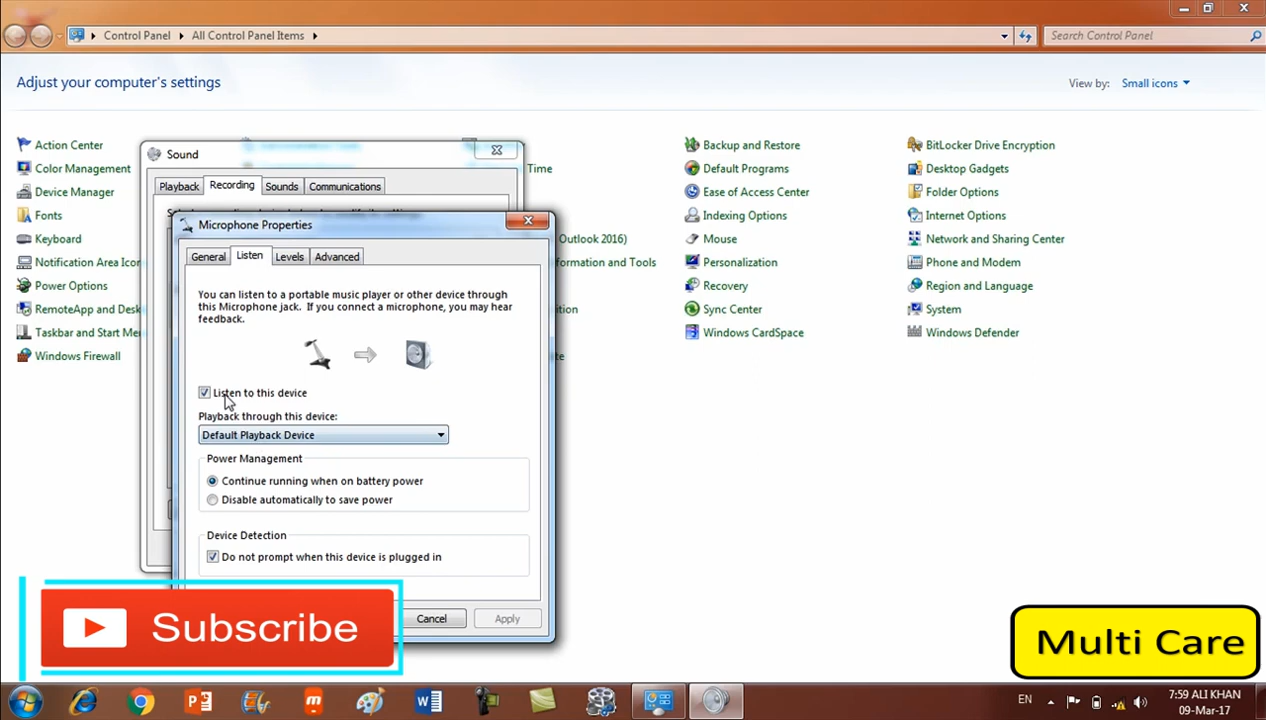 Control Panel
All Control Panel Items
Search Control Panel
Adjust your computer's settings
View by: Small icons
Action Center
Backup and Restore
BitLocker Drive Encryption
Color Management
Time
Default Programs
Desktop Gadgets
Device Manager
Ease of Access Center
Folder Options
Fonts
Indexing Options
Internet Options
Keyboard
Outlook 2016)
Mouse
Network and Sharing Center
Notification Area Icon
formation and Tools
Personalization
Phone and Modem
Power Options
Recovery
Region and Language
RemoteApp and Desk
Sync Center
System
Taskbar and Start Me
Windows CardSpace
Windows Defender
Windows Firewall
Sound
Playback
Recording
Sounds
Communications
Microphone Properties
General
Listen
Levels
Advanced
You can listen to a portable music player or other device through
this Microphone jack. If you connect a microphone, you may hear
feedback.
Listen to this device
Playback through this device:
Default Playback Device
Power Management
Continue running when on battery power
Disable automatically to save power
Device Detection
Do not prompt when this device is plugged in
Cancel
Apply
Subscribe
Multi Care
EN
7:59 ALI KHAN
09-Mar-17